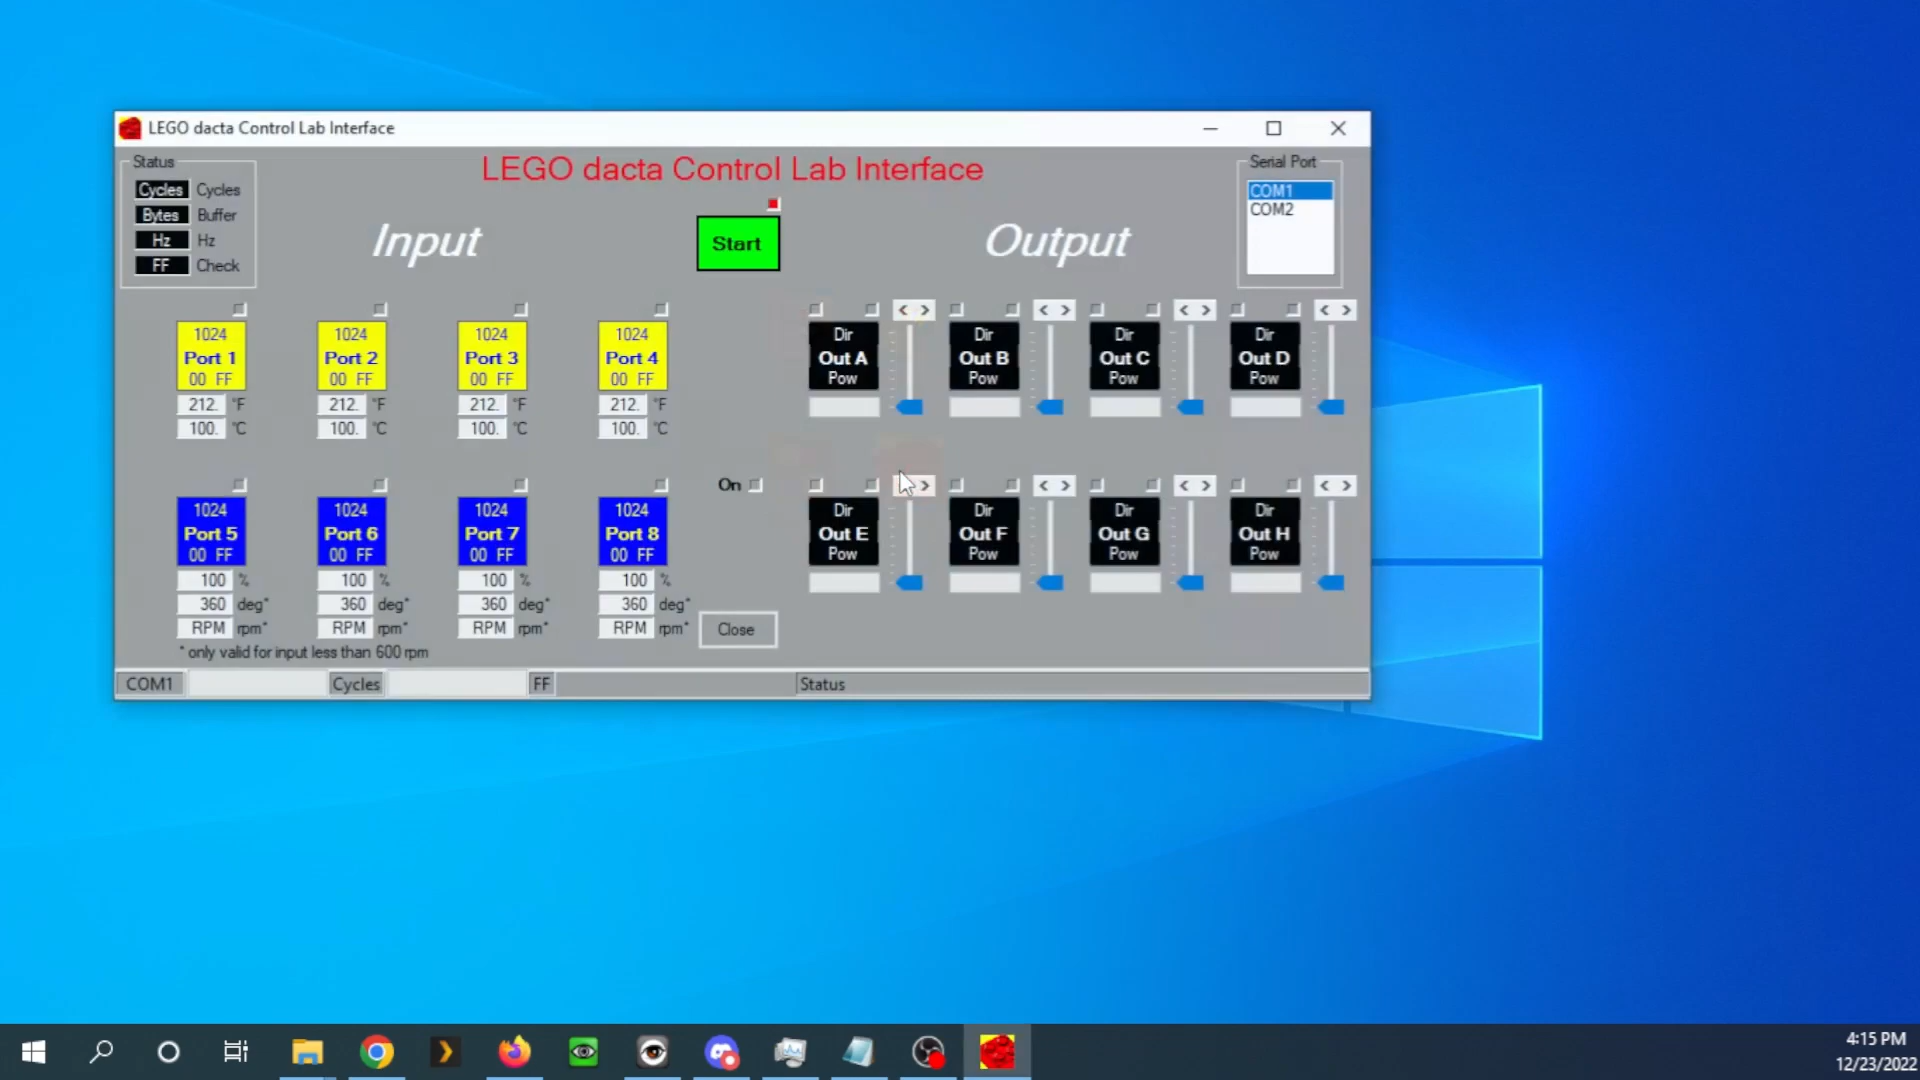 LEGO dacta Control Lab Interface
Status
LEGO dacta Control Lab Interface
Serial Port
Cycles Cycles
Bytes Buffer
Hz Hz
FF Check
COM1
COM2
Input
Start
Output
1024 1024 1024 1024
Port 1 Port 2 Port 3 Port 4
00 FF 00 FF 00 FF 00 FF
212. °F 212. °F 212. °F 212. °F
100. °C 100. °C 100. °C 100. °C
< > < > < > < >
Dir Dir Dir Dir
Out A Out B Out C Out D
Pow Pow Pow Pow
On
1024 1024 1024 1024
Port 5 Port 6 Port 7 Port 8
00 FF 00 FF 00 FF 00 FF
100 % 100 % 100 % 100 %
360 deg* 360 deg* 360 deg* 360 deg*
RPM rpm* RPM rpm* RPM rpm* RPM rpm*
* only valid for input less than 600 rpm
> < > < > < >
Dir Dir Dir Dir
Out E Out F Out G Out H
Pow Pow Pow Pow
Close
COM1 Cycles FF Status
4:15 PM
12/23/2022